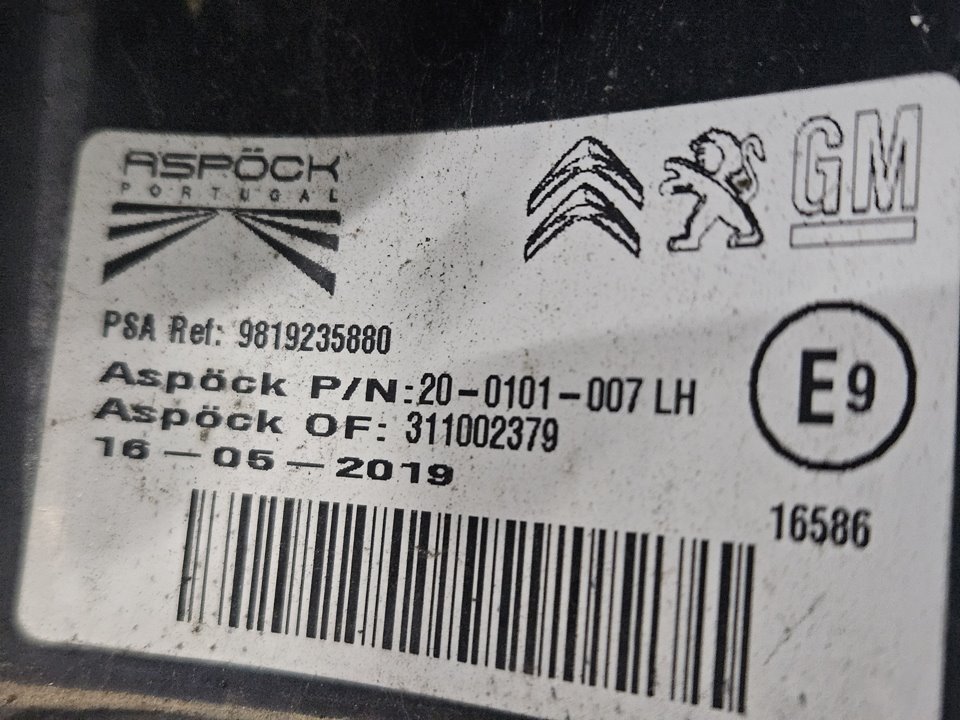 ASPÖCK
PORTUGAL
GM
PSA Ref: 9819235880
Aspöck P/N:20-0101-007 LH
Aspöck OF: 311002379
16-05-2019
E9
16586